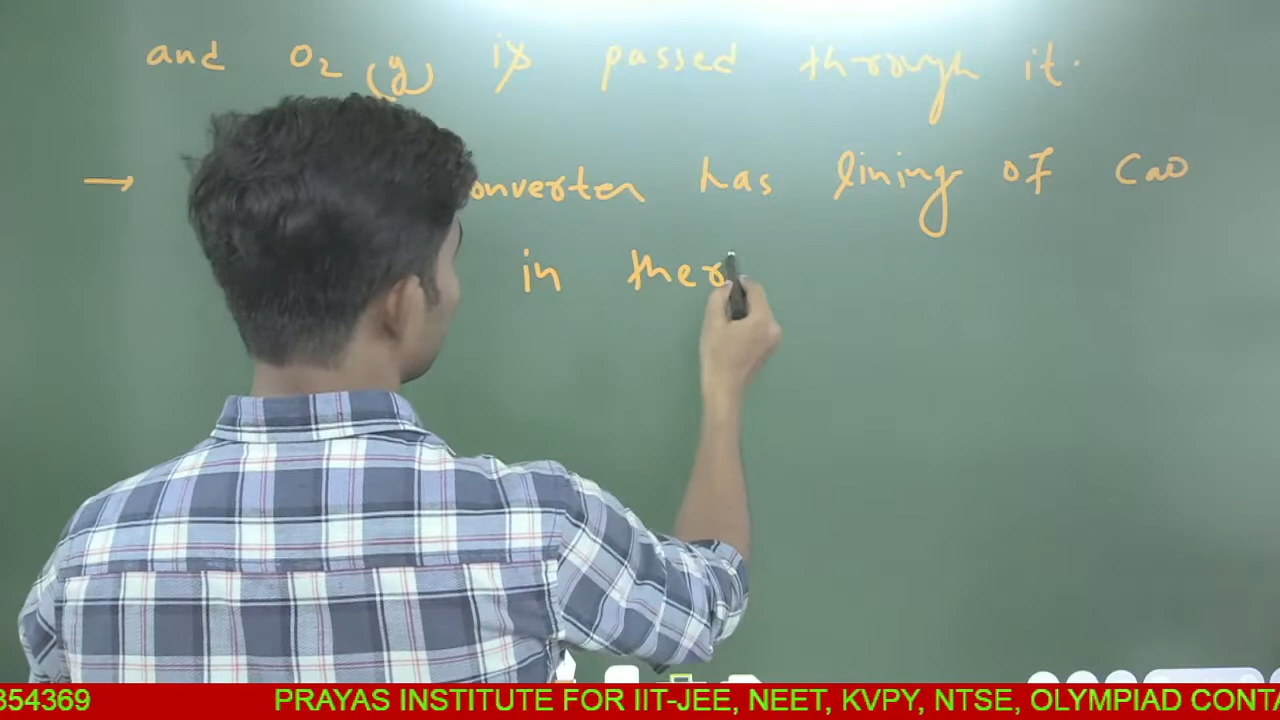 and O₂ (g) is passed through it.
→ onverter has lining of CaO
in ther
354369 PRAYAS INSTITUTE FOR IIT-JEE, NEET, KVPY, NTSE, OLYMPIAD CONTA